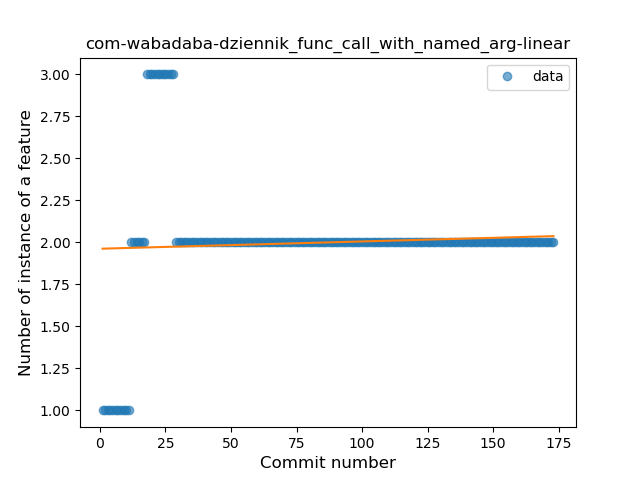 com-wabadaba-dziennik_func_call_with_named_arg-linear
data
Number of instance of a feature
3.00
2.75
2.50
2.25
2.00
1.75
1.50
1.25
1.00
0 25 50 75 100 125 150 175
Commit number